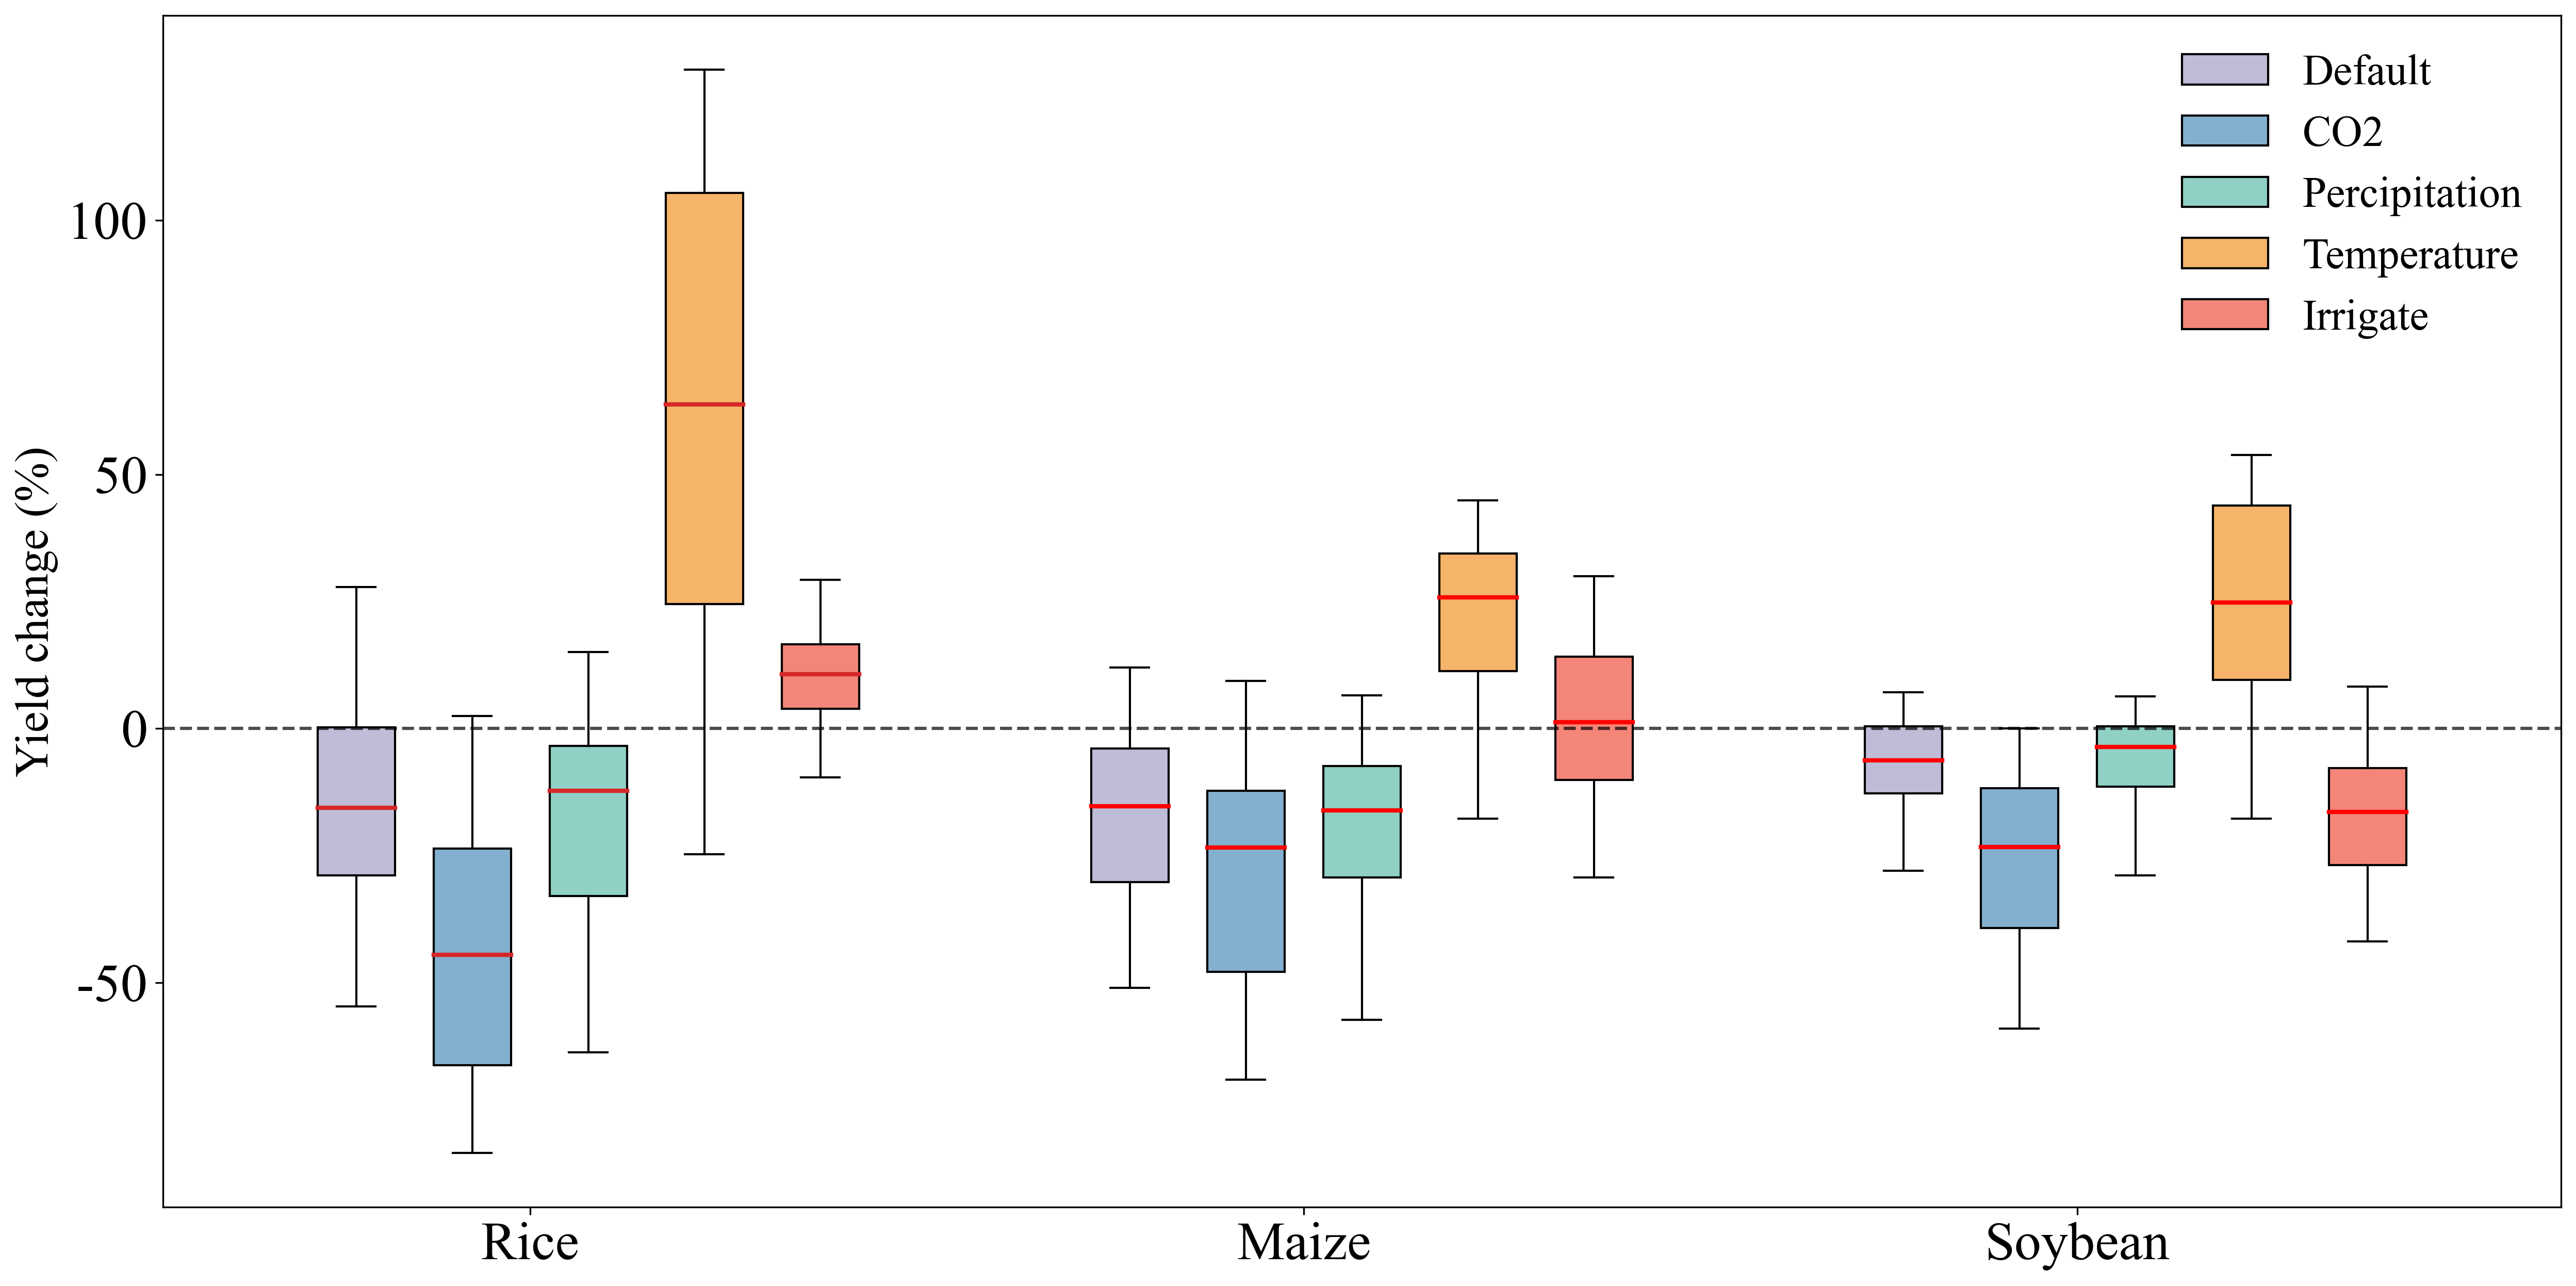 Yield change (%)
100
50
0
-50
Rice
Maize
Soybean
Default
CO2
Percipitation
Temperature
Irrigate